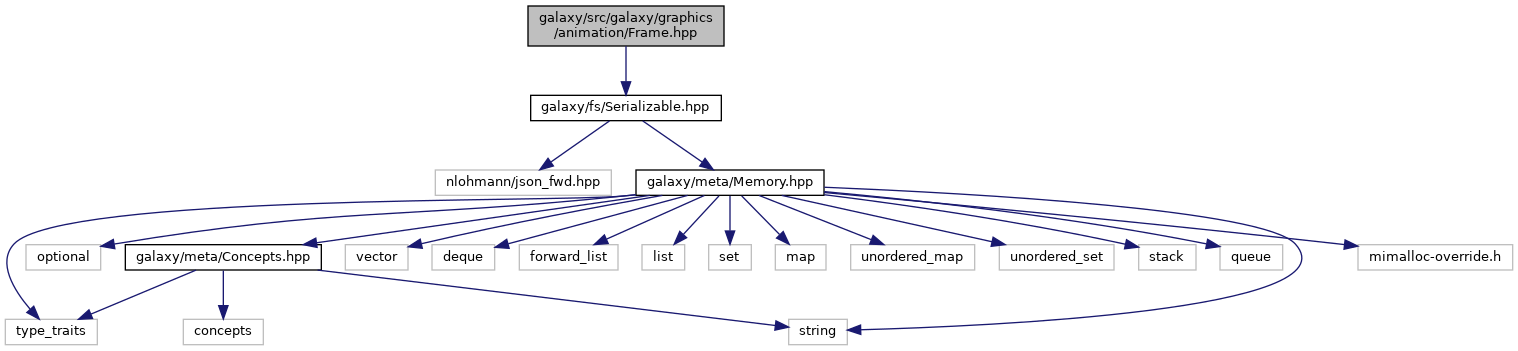 galaxy/src/galaxy/graphics
/animation/Frame.hpp
galaxy/fs/Serializable.hpp
nlohmann/json_fwd.hpp
galaxy/meta/Memory.hpp
optional
galaxy/meta/Concepts.hpp
vector
deque
forward_list
list
set
map
unordered_map
unordered_set
stack
queue
mimalloc-override.h
type_traits
concepts
string